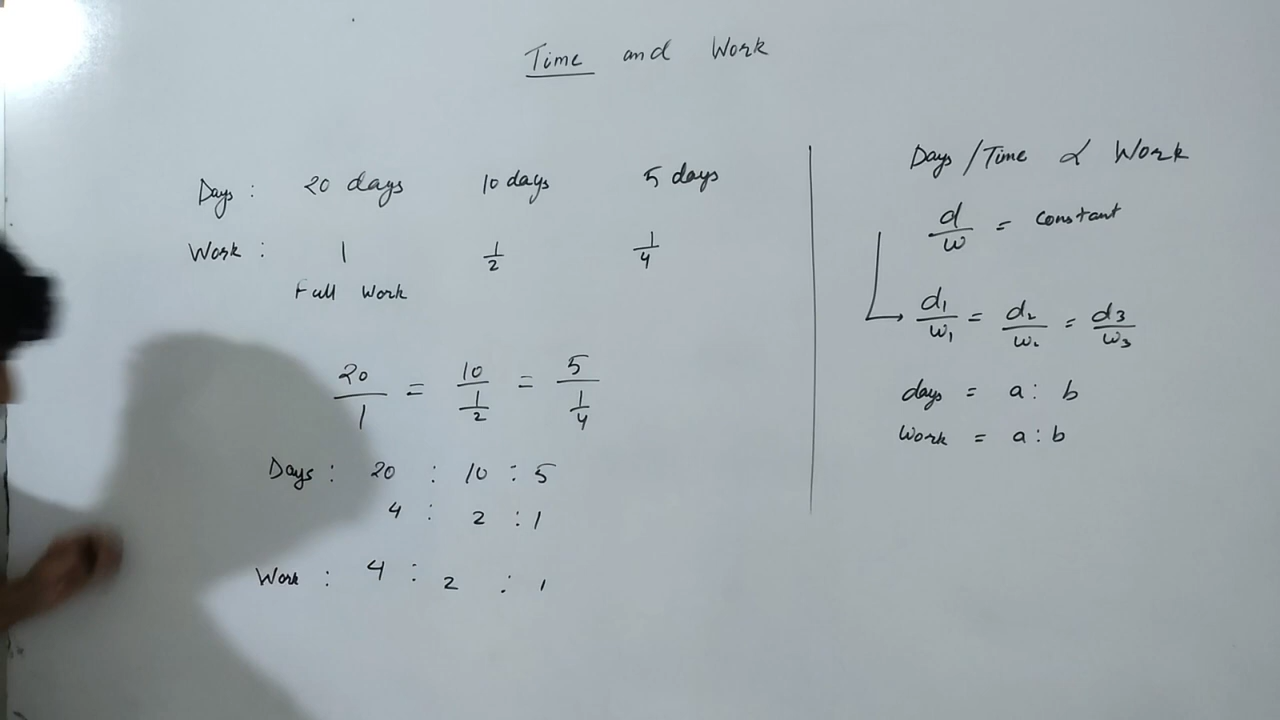 Time and Work
Days : 20 days 10 days 5 days
Work : 1 1/2 1/4
Full Work
20/1 = 10/(1/2) = 5/(1/4)
Days : 20 : 10 : 5
4 : 2 : 1
Work : 4 : 2 : 1
Days / Time ∝ Work
d/w = constant
d1/w1 = d2/w2 = d3/w3
days = a : b
Work = a : b